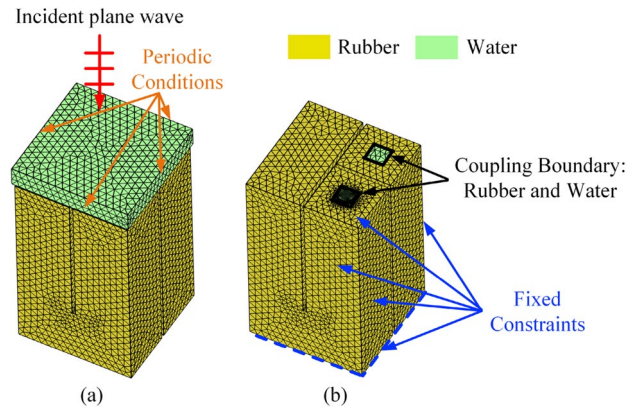 Incident plane wave
Periodic
Conditions
Rubber
Water
Coupling Boundary:
Rubber and Water
Fixed
Constraints
(a)
(b)